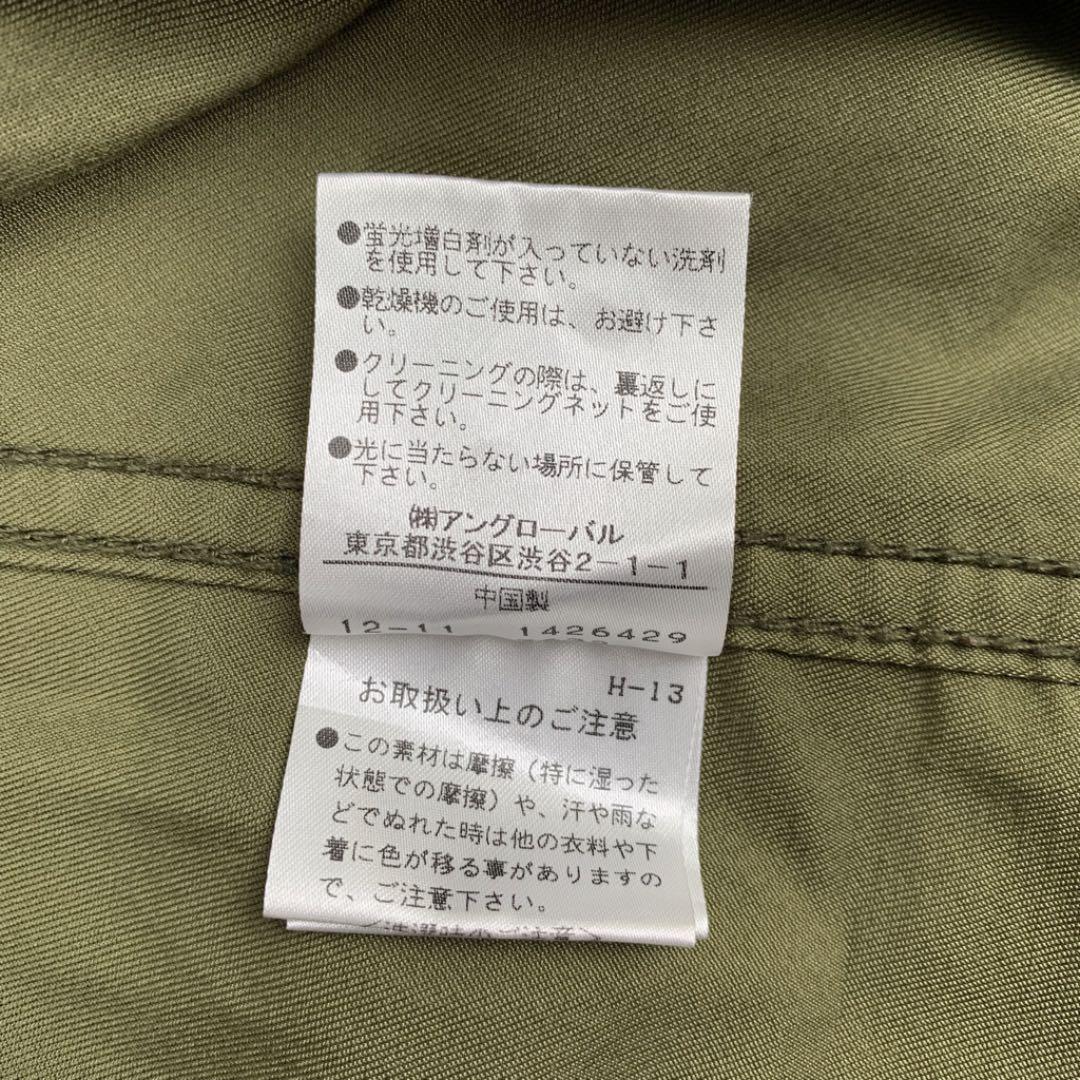 ●蛍光増白剤が入っていない洗剤
を使用して下さい。
●乾燥機のご使用は、お避け下さ
い。
●クリーニングの際は、裏返しに
してクリーニングネットをご使
用下さい。
●光に当たらない場所に保管して
下さい。
㈱アングローバル
東京都渋谷区渋谷2-1-1
中国製
12-11 1426429
H-13
お取扱い上のご注意
●この素材は摩擦（特に湿った
状態での摩擦）や、汗や雨な
どでぬれた時は他の衣料や下
着に色が移る事がありますの
で、ご注意下さい。